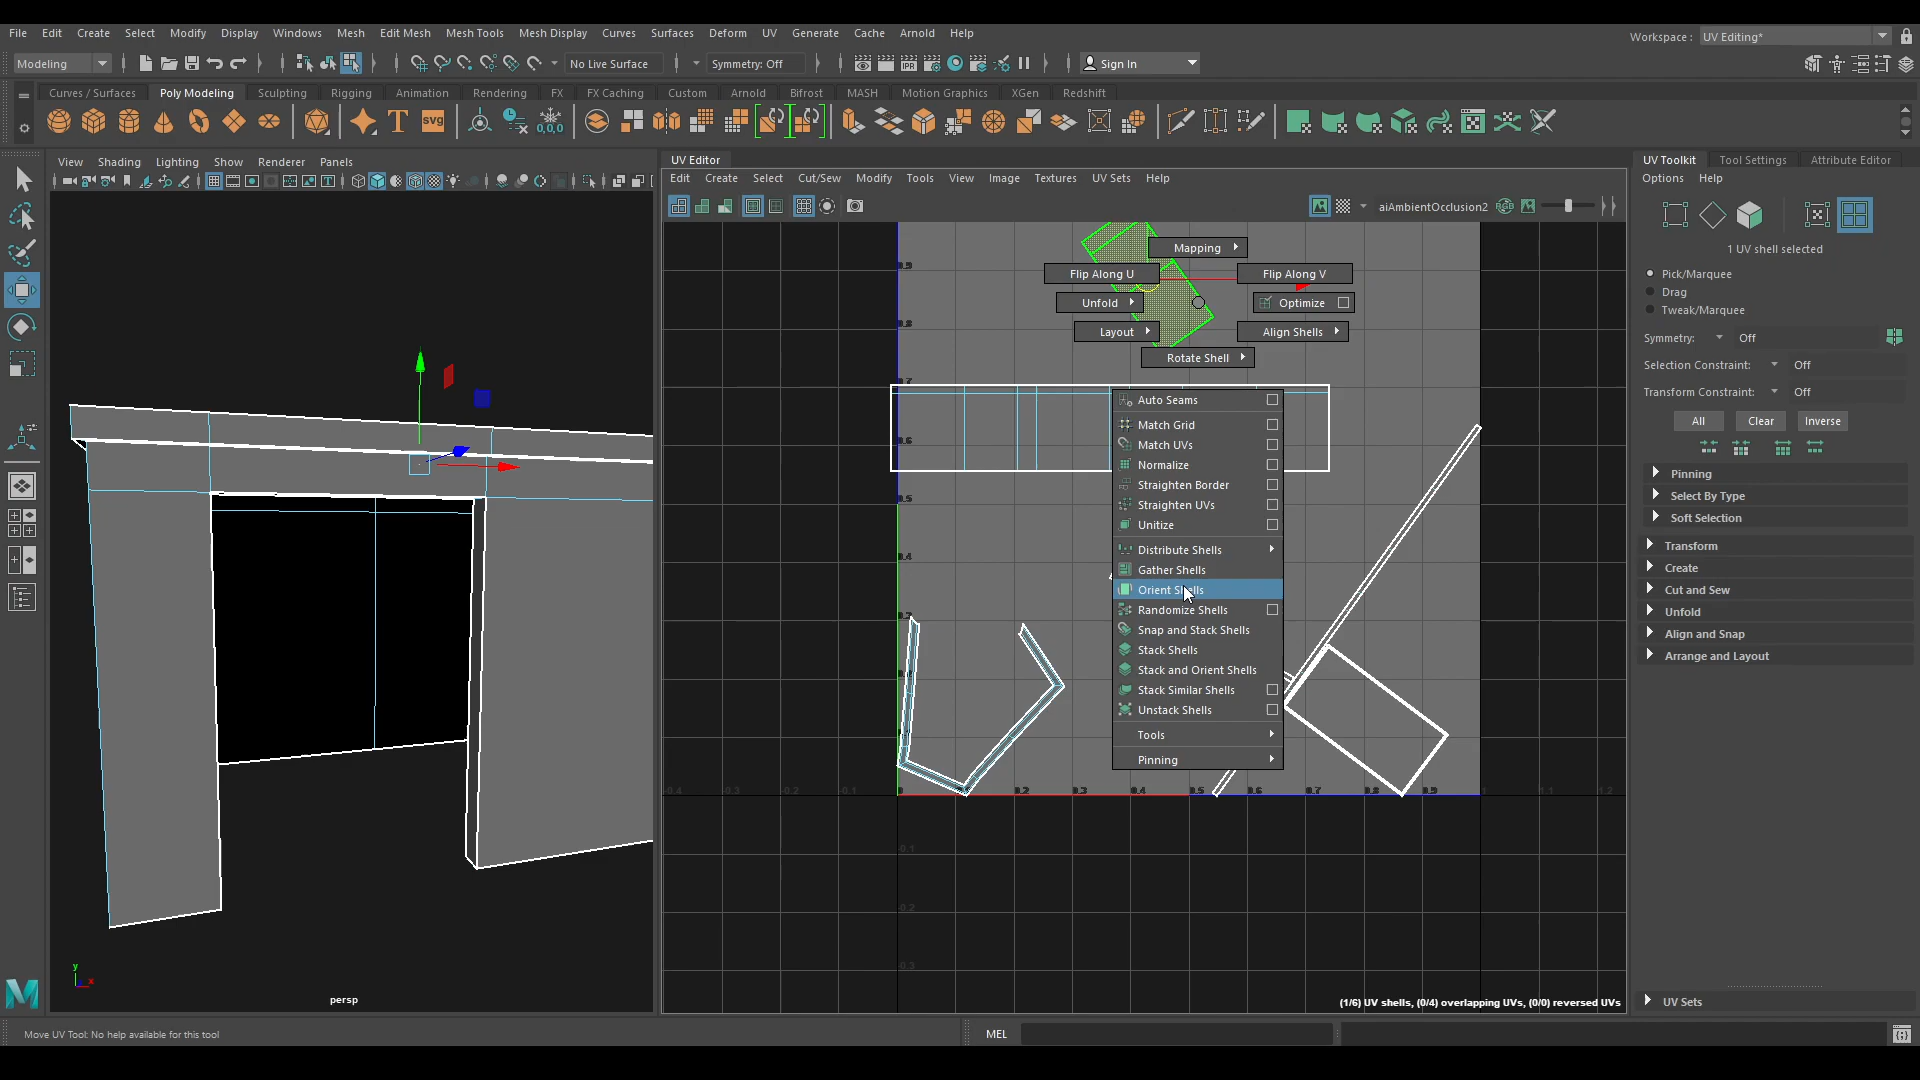 File Edit Create Select Modify Display Windows Mesh Edit Mesh Mesh Tools Mesh Display Curves Surfaces Deform UV Generate Cache Arnold Help
Workspace : UV Editing*
Modeling
No Live Surface
Symmetry: Off
Sign In
Curves / Surfaces Poly Modeling Sculpting Rigging Animation Rendering FX FX Caching Custom Arnold Bifrost MASH Motion Graphics XGen Redshift
View Shading Lighting Show Renderer Panels
UV Editor
Edit Create Select Cut/Sew Modify Tools View Image Textures UV Sets Help
aiAmbientOcclusion2
Mapping
Flip Along U
Flip Along V
Unfold
Optimize
Layout
Align Shells
Rotate Shell
Auto Seams
Match Grid
Match UVs
Normalize
Straighten Border
Straighten UVs
Unitize
Distribute Shells
Gather Shells
Orient Shells
Randomize Shells
Snap and Stack Shells
Stack Shells
Stack and Orient Shells
Stack Similar Shells
Unstack Shells
Tools
Pinning
(1/6) UV shells, (0/4) overlapping UVs, (0/0) reversed UVs
UV Toolkit Tool Settings Attribute Editor
Options Help
1 UV shell selected
Pick/Marquee
Drag
Tweak/Marquee
Symmetry: Off
Selection Constraint: Off
Transform Constraint: Off
All Clear Inverse
Pinning
Select By Type
Soft Selection
Transform
Create
Cut and Sew
Unfold
Align and Snap
Arrange and Layout
UV Sets
persp
y
x
Move UV Tool: No help available for this tool
MEL